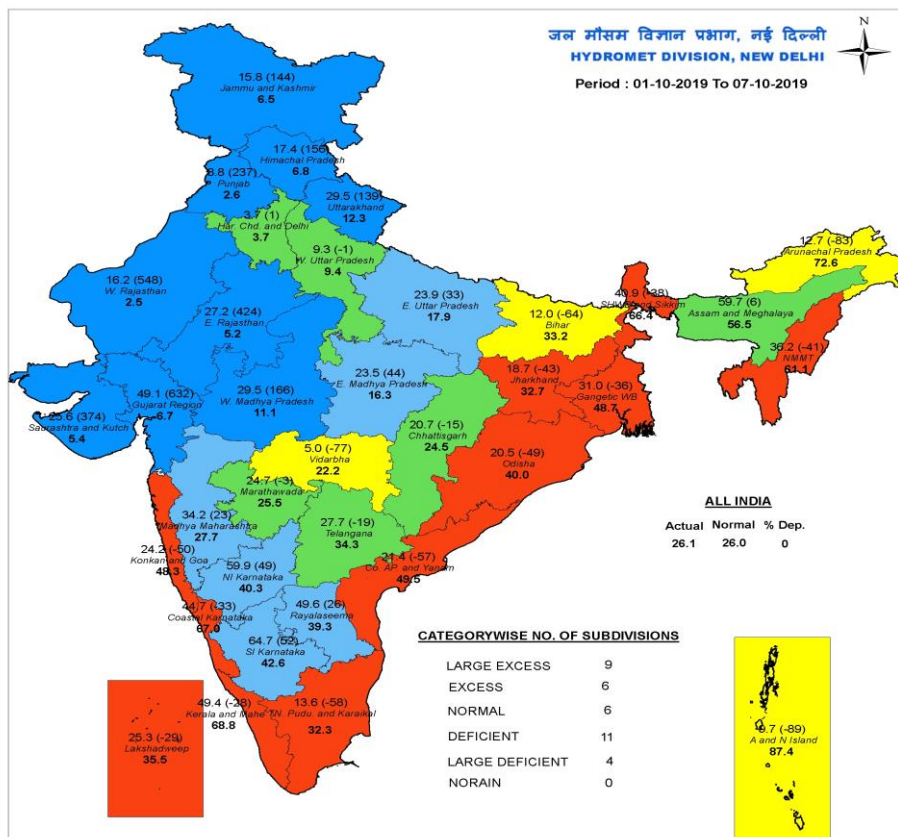 जल मौसम विज्ञान प्रभाग, नई दिल्ली
HYDROMET DIVISION, NEW DELHI
Period : 01-10-2019 To 07-10-2019
15.8 (144)
Jammu and Kashmir
6.5
17.4 (156)
Himachal Pradesh
6.8
8.8 (237)
Punjab
2.6
29.5 (139)
Uttarakhand
12.3
3.7 (1)
Har. Chd. and Delhi
3.7
9.3 (-1)
W. Uttar Pradesh
9.4
12.7 (-83)
Arunachal Pradesh
72.6
16.2 (548)
W. Rajasthan
2.5
27.2 (424)
E. Rajasthan
5.2
23.9 (33)
E. Uttar Pradesh
17.9
12.0 (-64)
Bihar
33.2
40.9 (-38)
Sikkim
66.4
59.7 (6)
Assam and Meghalaya
56.5
36.2 (-41)
NMMT
61.1
25.6 (374)
Saurashtra and Kutch
5.4
49.1 (632)
Gujarat Region
6.7
29.5 (166)
W. Madhya Pradesh
11.1
23.5 (44)
E. Madhya Pradesh
16.3
18.7 (-43)
Jharkhand
32.7
31.0 (-36)
Gangetic WB
48.7
20.7 (-15)
Chhattisgarh
24.5
5.0 (-77)
Vidarbha
22.2
20.5 (-49)
Odisha
40.0
24.7 (-3)
Marathawada
25.5
34.2 (23)
Madhya Maharashtra
27.7
27.7 (-19)
Telangana
34.3
24.2 (-50)
Konkan and Goa
48.3
59.9 (49)
NI Karnataka
40.3
21.4 (-57)
Co. AP. and Yanam
49.5
44.7 (-33)
Coastal Karnataka
67.0
49.6 (26)
Rayalaseema
39.3
64.7 (52)
SI Karnataka
42.6
49.4 (-28)
Kerala and Mahe
68.8
13.6 (-58)
TN. Pudu. and Karaikal
32.3
25.3 (-29)
Lakshadweep
35.5
9.7 (-89)
A and N Island
87.4
ALL INDIA
Actual Normal % Dep.
26.1 26.0 0
CATEGORYWISE NO. OF SUBDIVISIONS
LARGE EXCESS 9
EXCESS 6
NORMAL 6
DEFICIENT 11
LARGE DEFICIENT 4
NORAIN 0